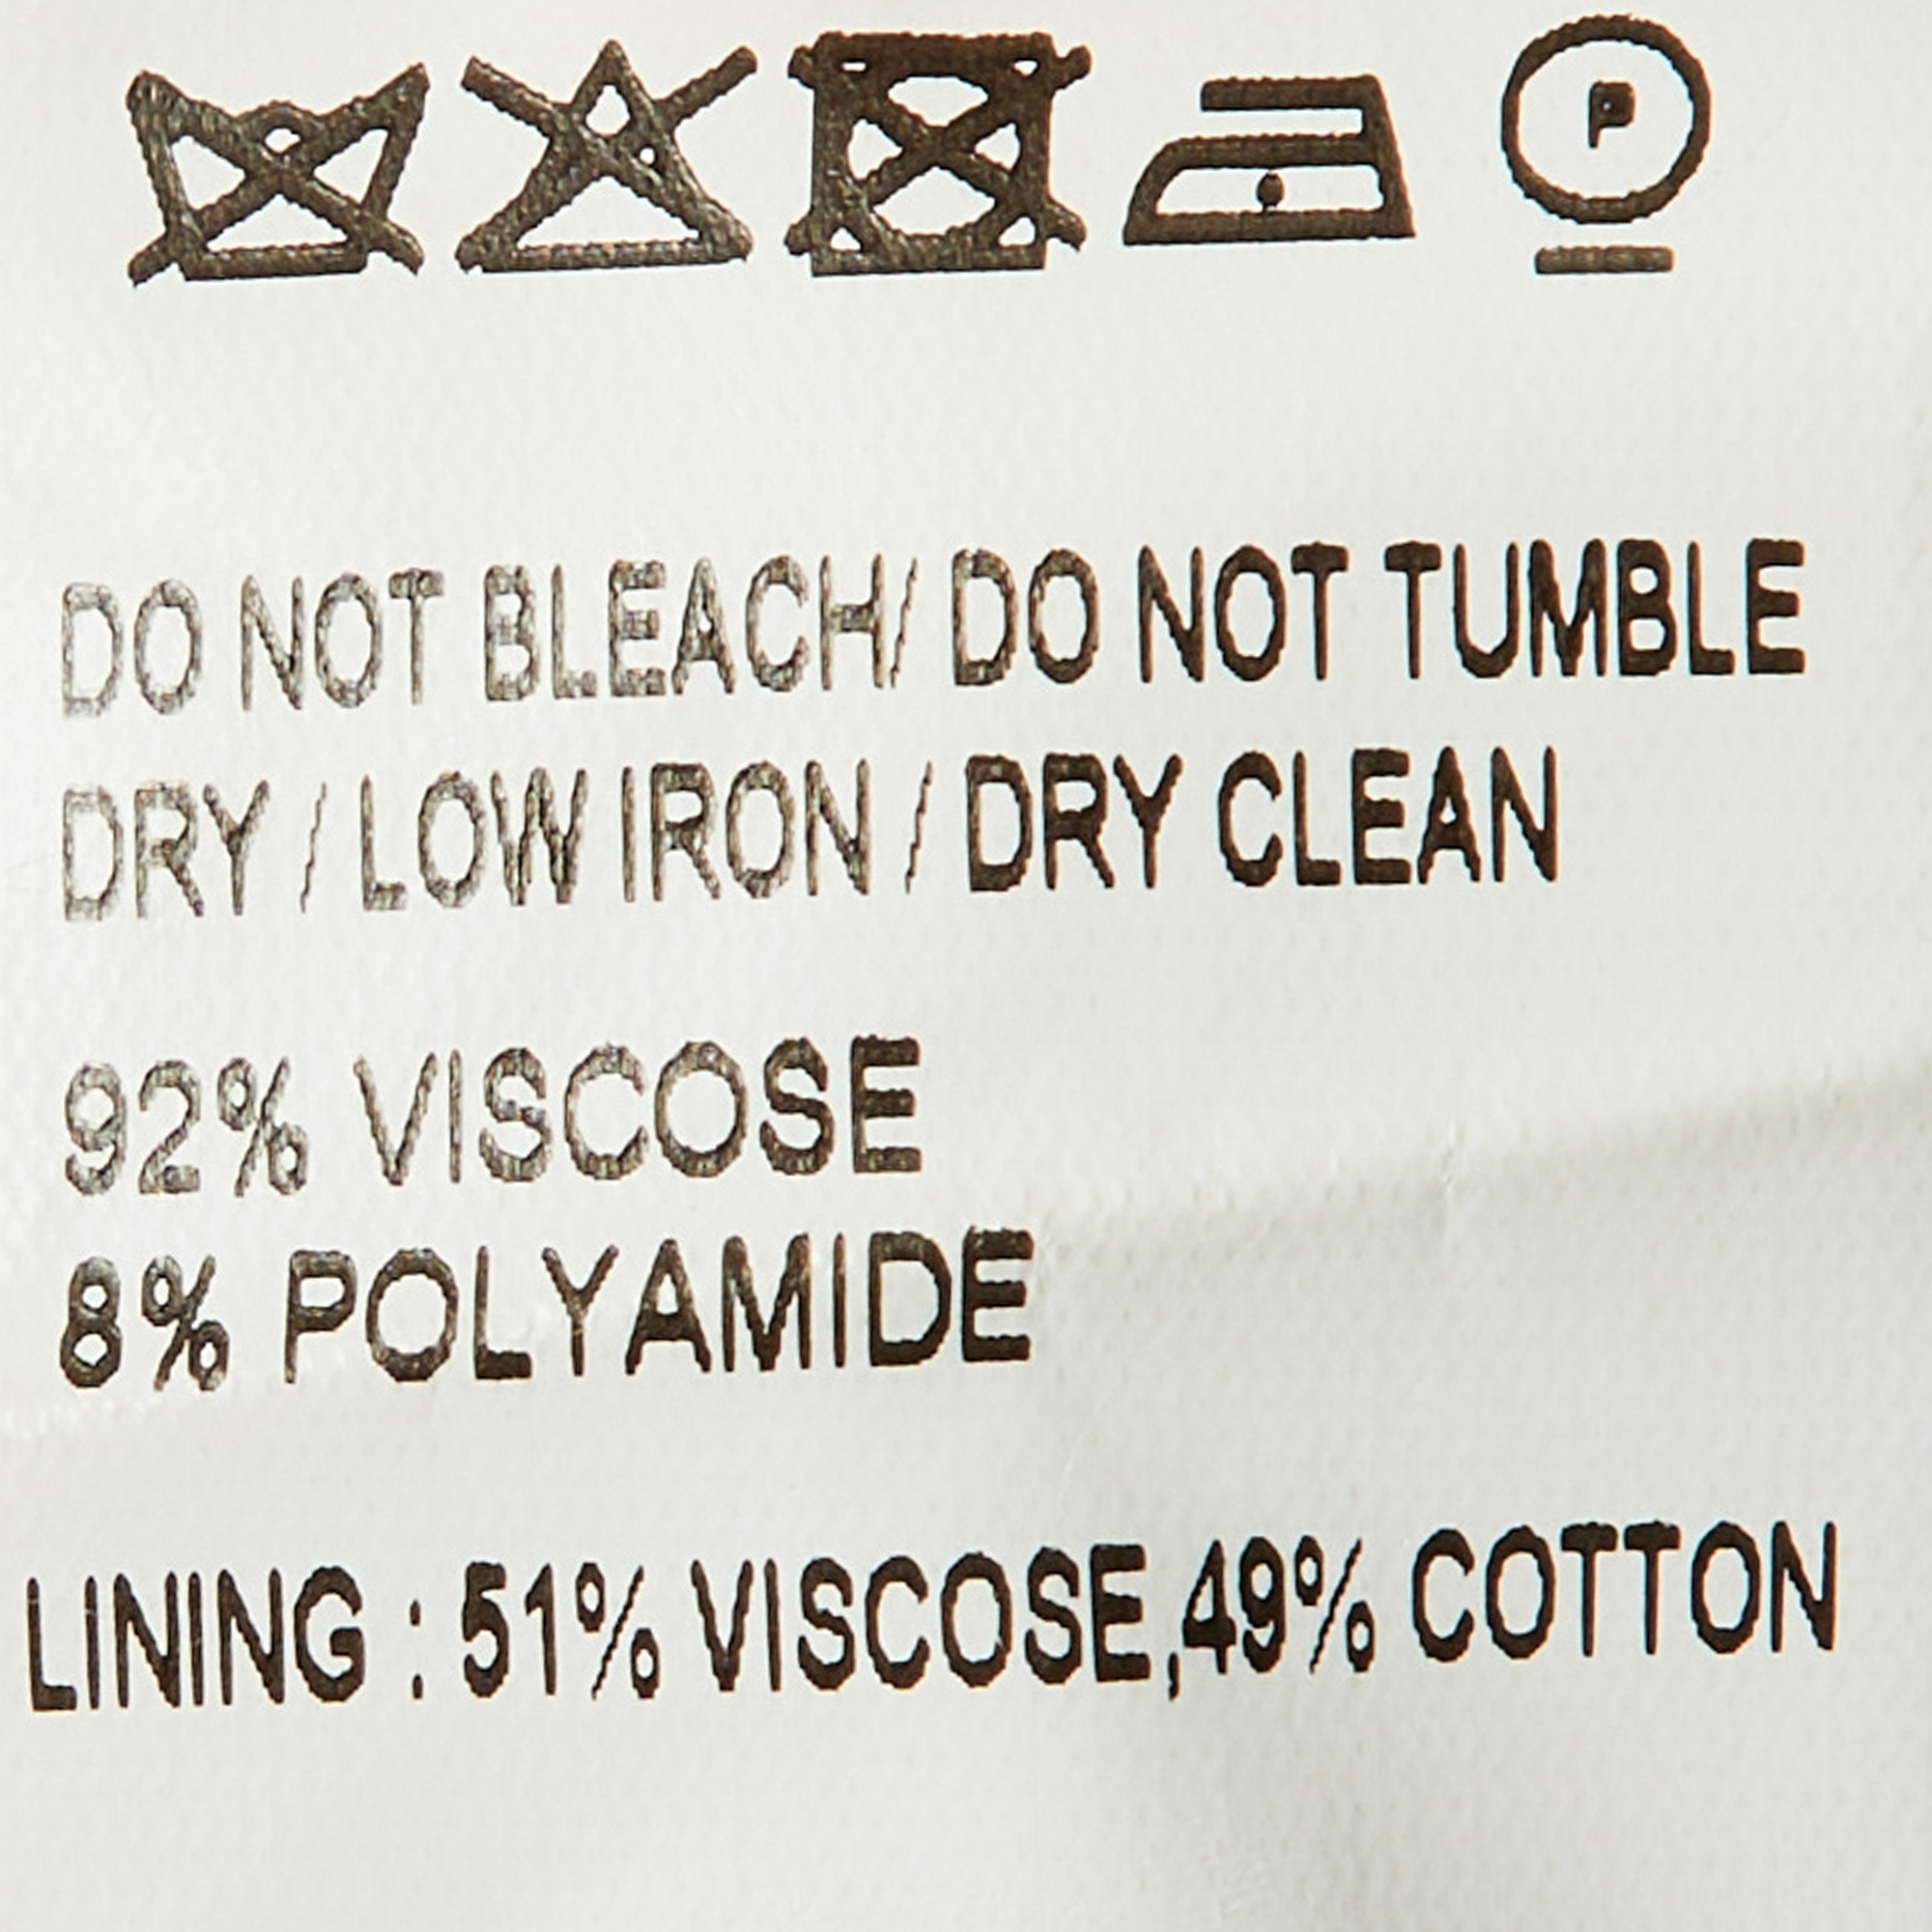 P
DO NOT BLEACH/ DO NOT TUMBLE
DRY / LOW IRON / DRY CLEAN
92% VISCOSE
8% POLYAMIDE
LINING : 51% VISCOSE,49% COTTON